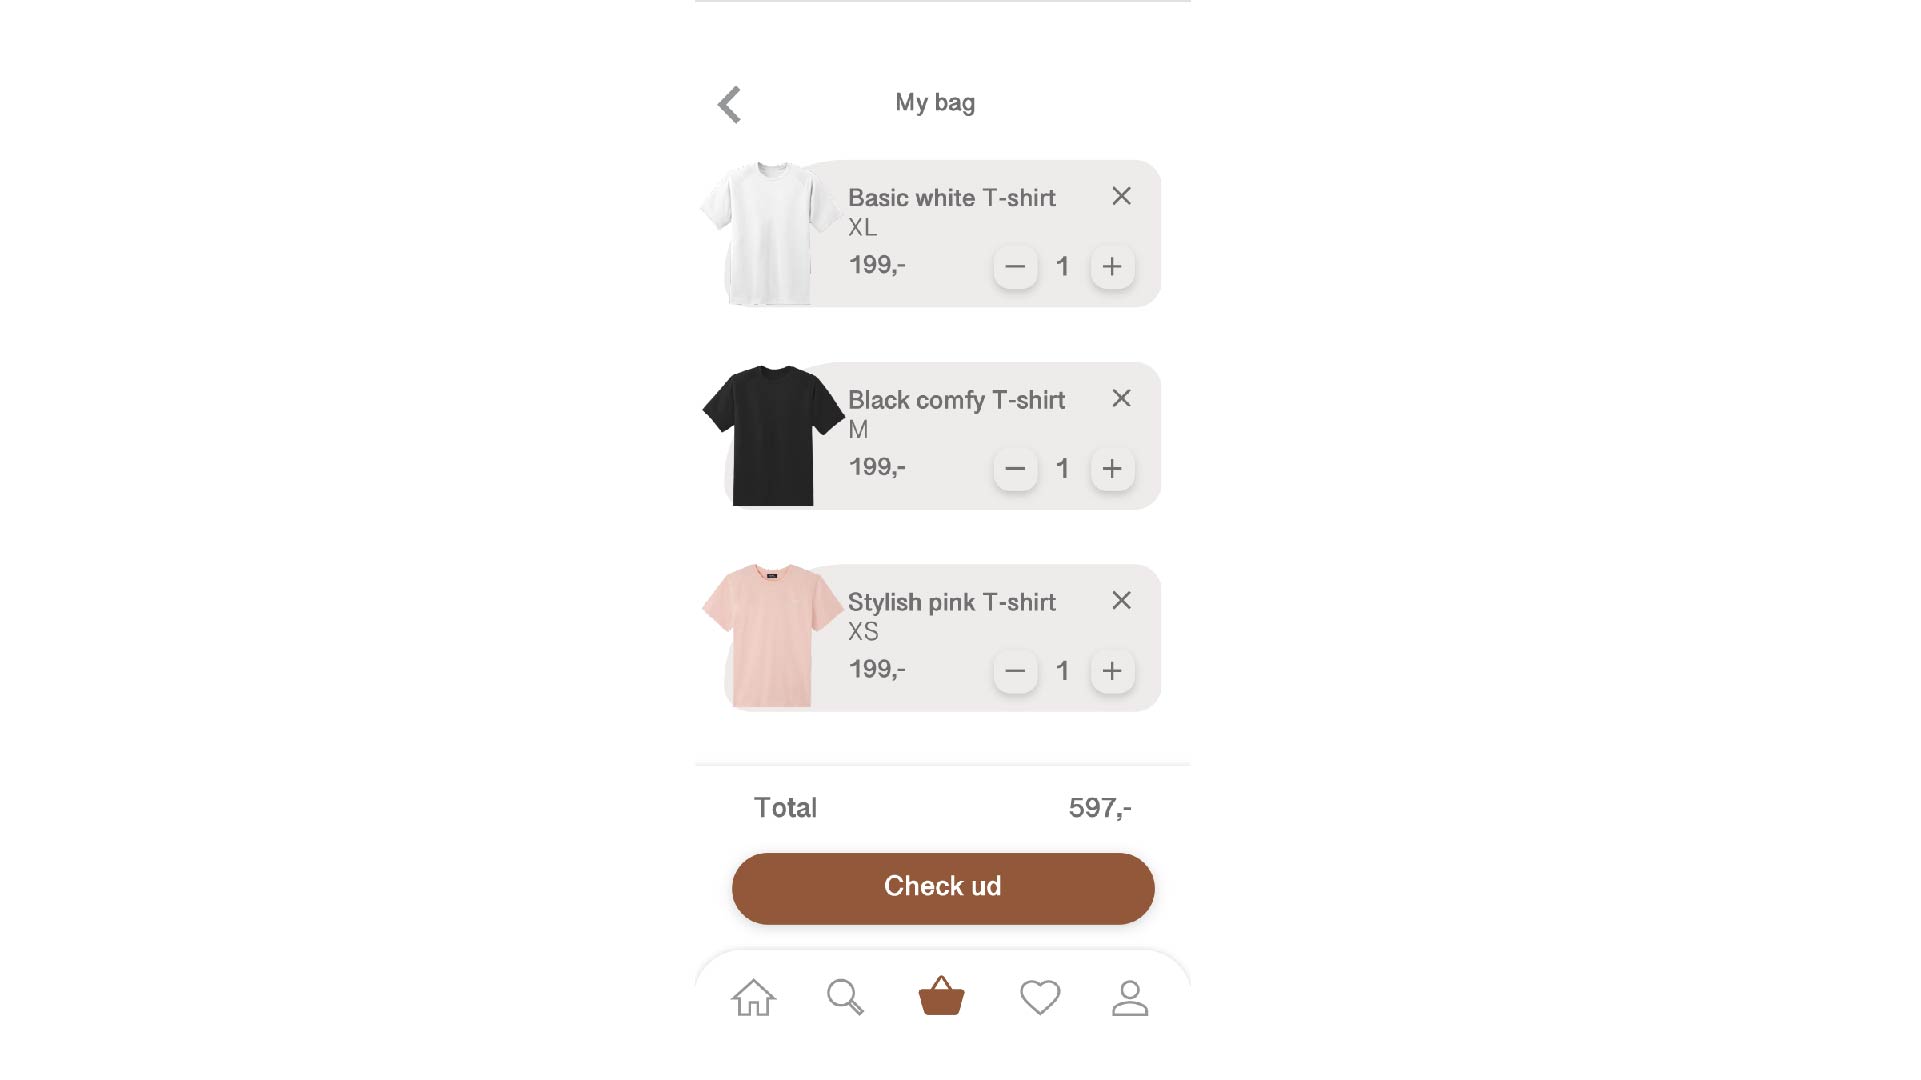 My bag
Basic white T-shirt
XL
199,-
1
Black comfy T-shirt
M
199,-
1
Stylish pink T-shirt
XS
199,-
1
Total 597,-
Check ud